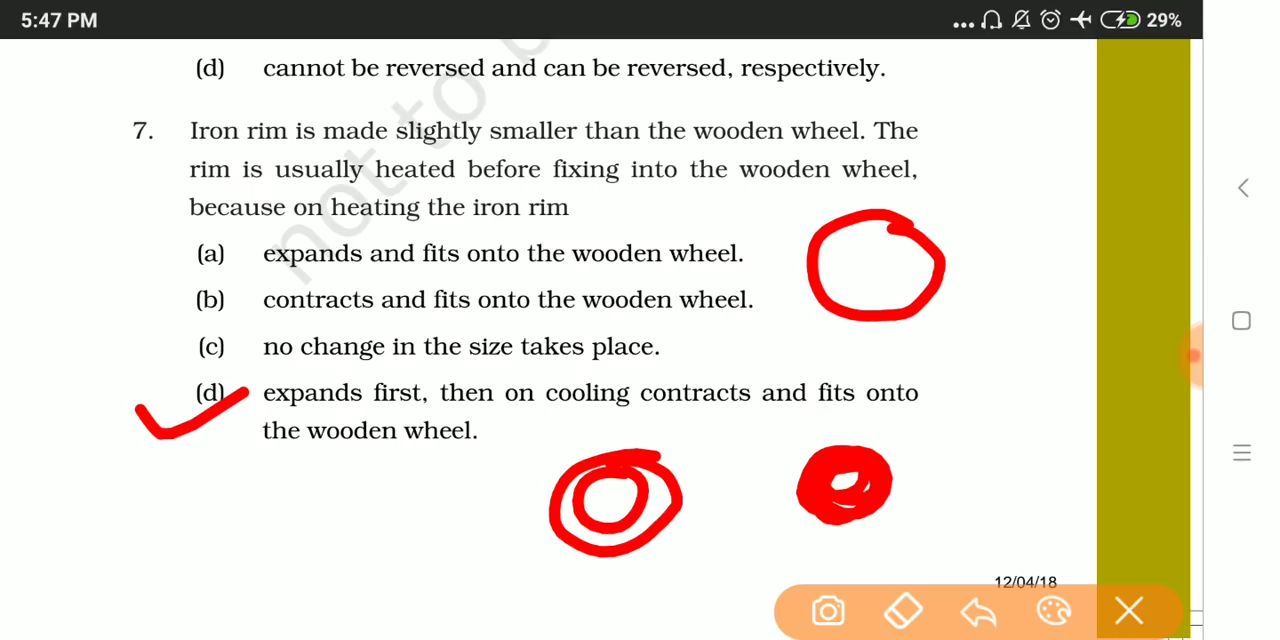 5:47 PM
29%
(d) cannot be reversed and can be reversed, respectively.
7. Iron rim is made slightly smaller than the wooden wheel. The
rim is usually heated before fixing into the wooden wheel,
because on heating the iron rim
(a) expands and fits onto the wooden wheel.
(b) contracts and fits onto the wooden wheel.
(c) no change in the size takes place.
(d) expands first, then on cooling contracts and fits onto
the wooden wheel.
12/04/18
not to b